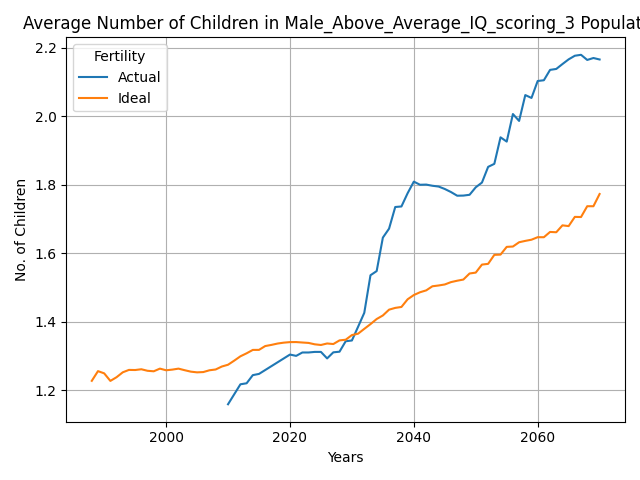 Average Number of Children in Male_Above_Average_IQ_scoring_3 Populat
Fertility
Actual
Ideal
2.2
2.0
1.8
1.6
1.4
1.2
No. of Children
2000
2020
2040
2060
Years